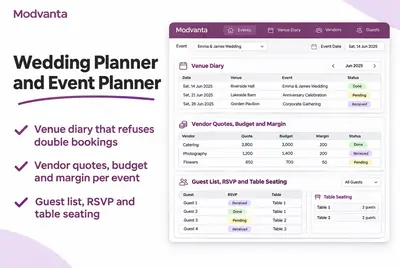 Modvanta
Wedding Planner
and Event Planner
Venue diary that refuses
double bookings
Vendor quotes, budget
and margin per event
Guest list, RSVP and
table seating
Modvanta
Events
Venue Diary
Vendors
Guests
Event
Emma & James Wedding
Event Date
Sat, 14 Jun 2025
Venue Diary
Jun 2025
Date Venue Event Status
Sat, 14 Jun 2025 Riverside Hall Emma & James Wedding Done
Sat, 21 Jun 2025 Lakeside Barn Anniversary Celebration Pending
Sat, 28 Jun 2025 Garden Pavilion Corporate Gathering Received
Vendor Quotes, Budget and Margin
Vendor Quote Budget Margin Status
Catering 2,800 3,000 200 Done
Photography 1,200 1,400 200 Received
Flowers 650 700 50 Pending
Guest List, RSVP and Table Seating
All Guests
Guest RSVP Table
Guest 1 Received Table 1
Guest 2 Done Table 1
Guest 3 Pending Table 2
Guest 4 Received Table 2
Table Seating
Table 1 2 guests
Table 2 2 guests